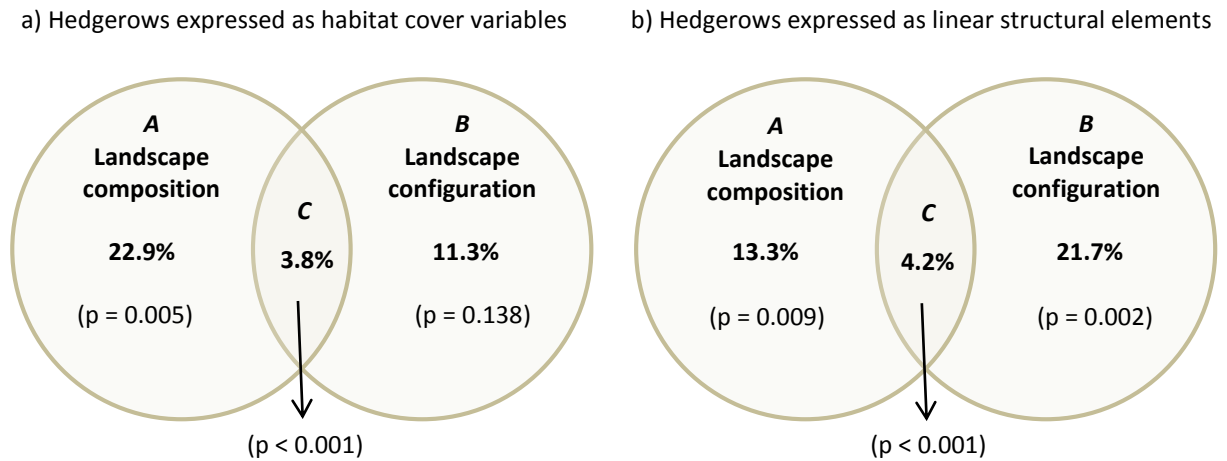 a) Hedgerows expressed as habitat cover variables
A
Landscape
composition
22.9%
(p = 0.005)
C
3.8%
(p < 0.001)
B
Landscape
configuration
11.3%
(p = 0.138)
b) Hedgerows expressed as linear structural elements
A
Landscape
composition
13.3%
(p = 0.009)
C
4.2%
(p < 0.001)
B
Landscape
configuration
21.7%
(p = 0.002)